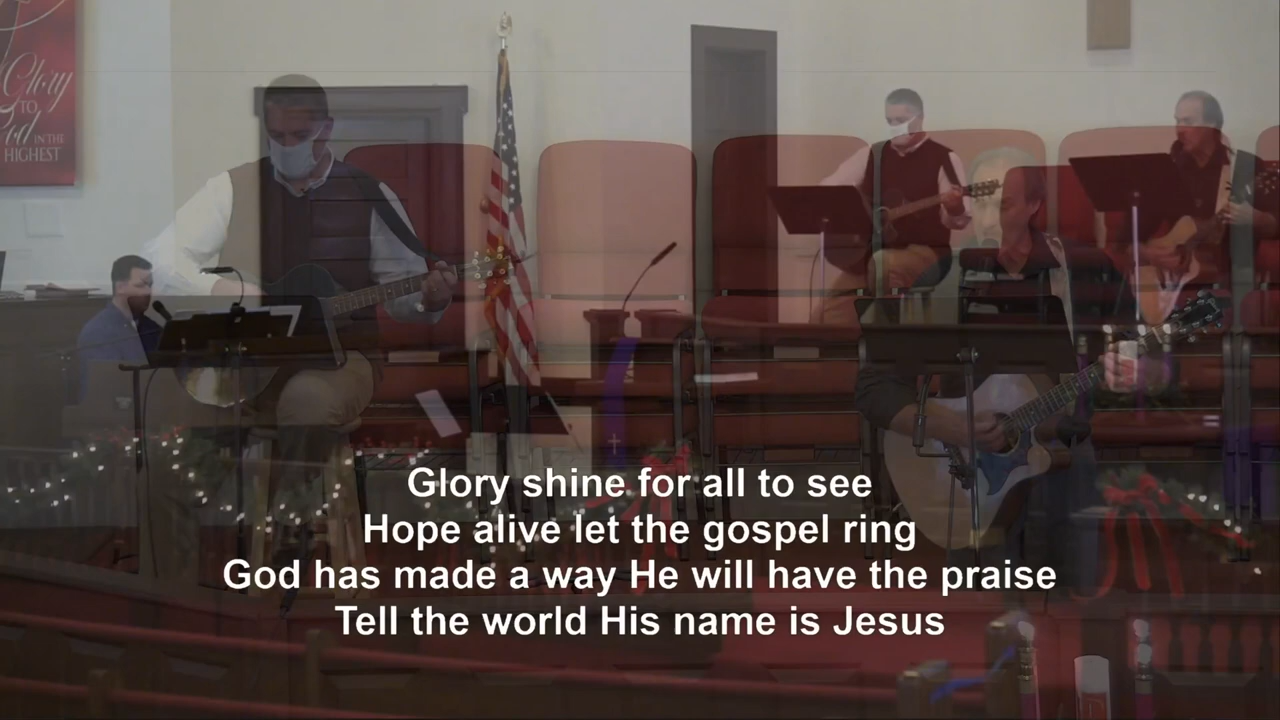 Glory
TO
God IN THE
HIGHEST
Glory shine for all to see
Hope alive let the gospel ring
God has made a way He will have the praise
Tell the world His name is Jesus